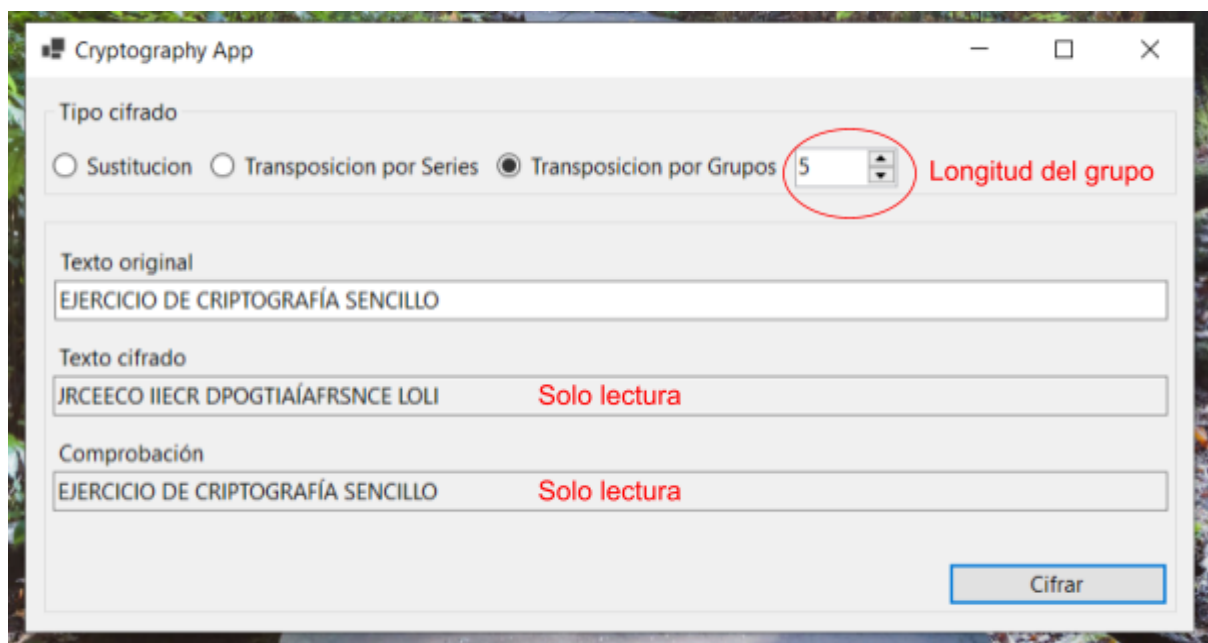 Cryptography App
Tipo cifrado
Sustitucion Transposicion por Series Transposicion por Grupos 5 Longitud del grupo
Texto original
EJERCICIO DE CRIPTOGRAFÍA SENCILLO
Texto cifrado
JRCEECO IIECR DPOGTIAÍAFRSNCE LOLI Solo lectura
Comprobación
EJERCICIO DE CRIPTOGRAFÍA SENCILLO Solo lectura
Cifrar